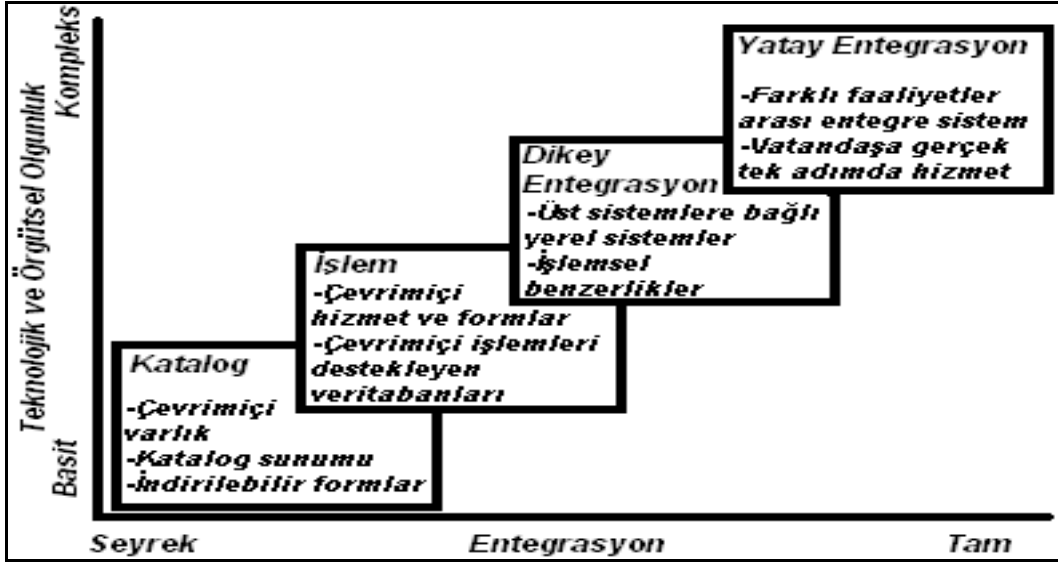 Teknolojik ve Örgütsel Olgunluk
Kompleks
Basit
Yatay Entegrasyon
-Farklı faaliyetler
arası entegre sistem
-Vatandaşa gerçek
tek adımda hizmet
Dikey
Entegrasyon
-Üst sistemlere bağlı
yerel sistemler
-İşlemsel
benzerlikler
İşlem
-Çevrimiçi
hizmet ve formlar
-Çevrimiçi işlemleri
destekleyen
veritabanları
Katalog
-Çevrimiçi
varlık
-Katalog sunumu
-İndirilebilir formlar
Seyrek
Entegrasyon
Tam